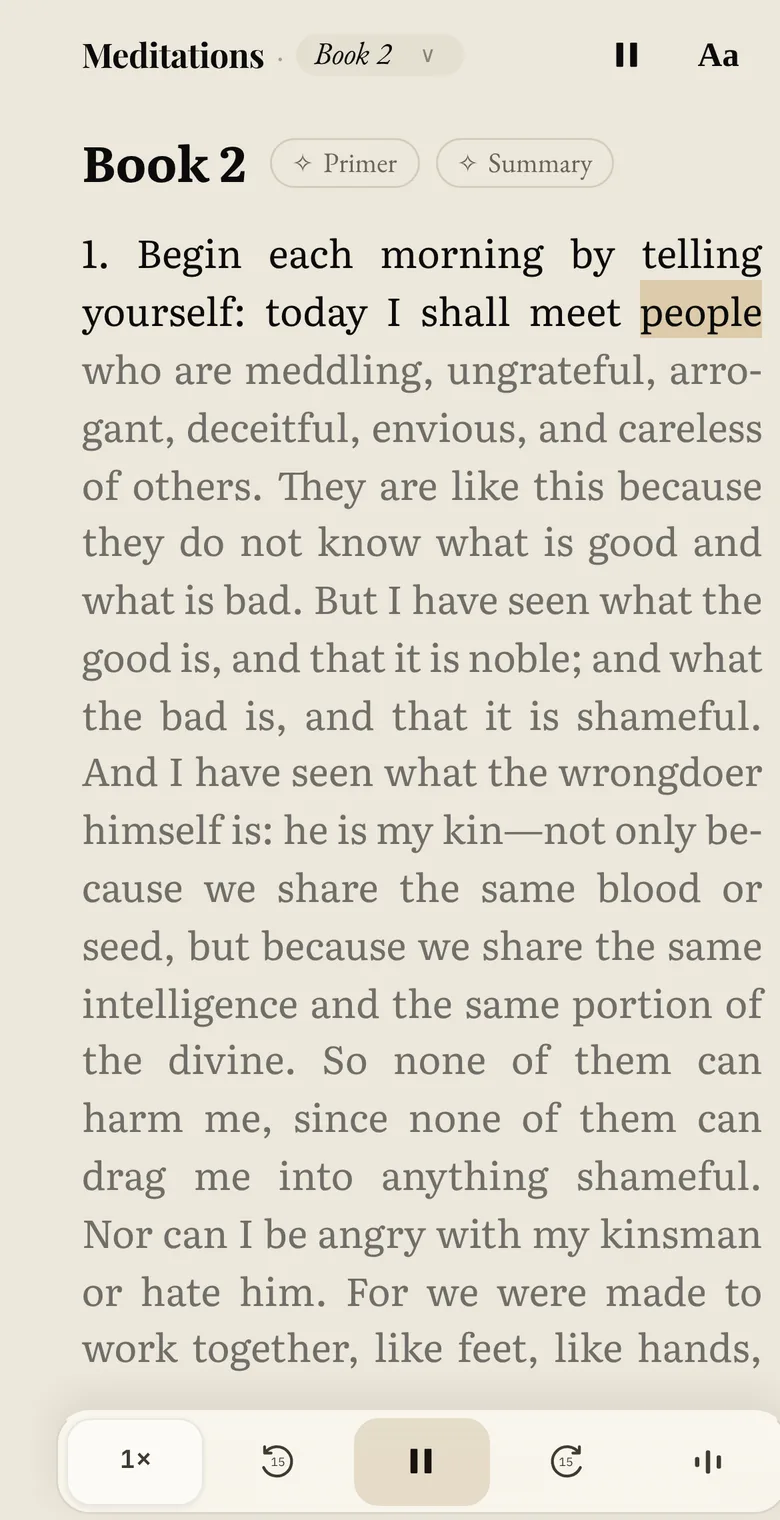 Meditations · Book 2 ∨ Aa
Book 2 ✧ Primer ✧ Summary
1. Begin each morning by telling
yourself: today I shall meet people
who are meddling, ungrateful, arro-
gant, deceitful, envious, and careless
of others. They are like this because
they do not know what is good and
what is bad. But I have seen what the
good is, and that it is noble; and what
the bad is, and that it is shameful.
And I have seen what the wrongdoer
himself is: he is my kin—not only be-
cause we share the same blood or
seed, but because we share the same
intelligence and the same portion of
the divine. So none of them can
harm me, since none of them can
drag me into anything shameful.
Nor can I be angry with my kinsman
or hate him. For we were made to
work together, like feet, like hands,
1× 15 15